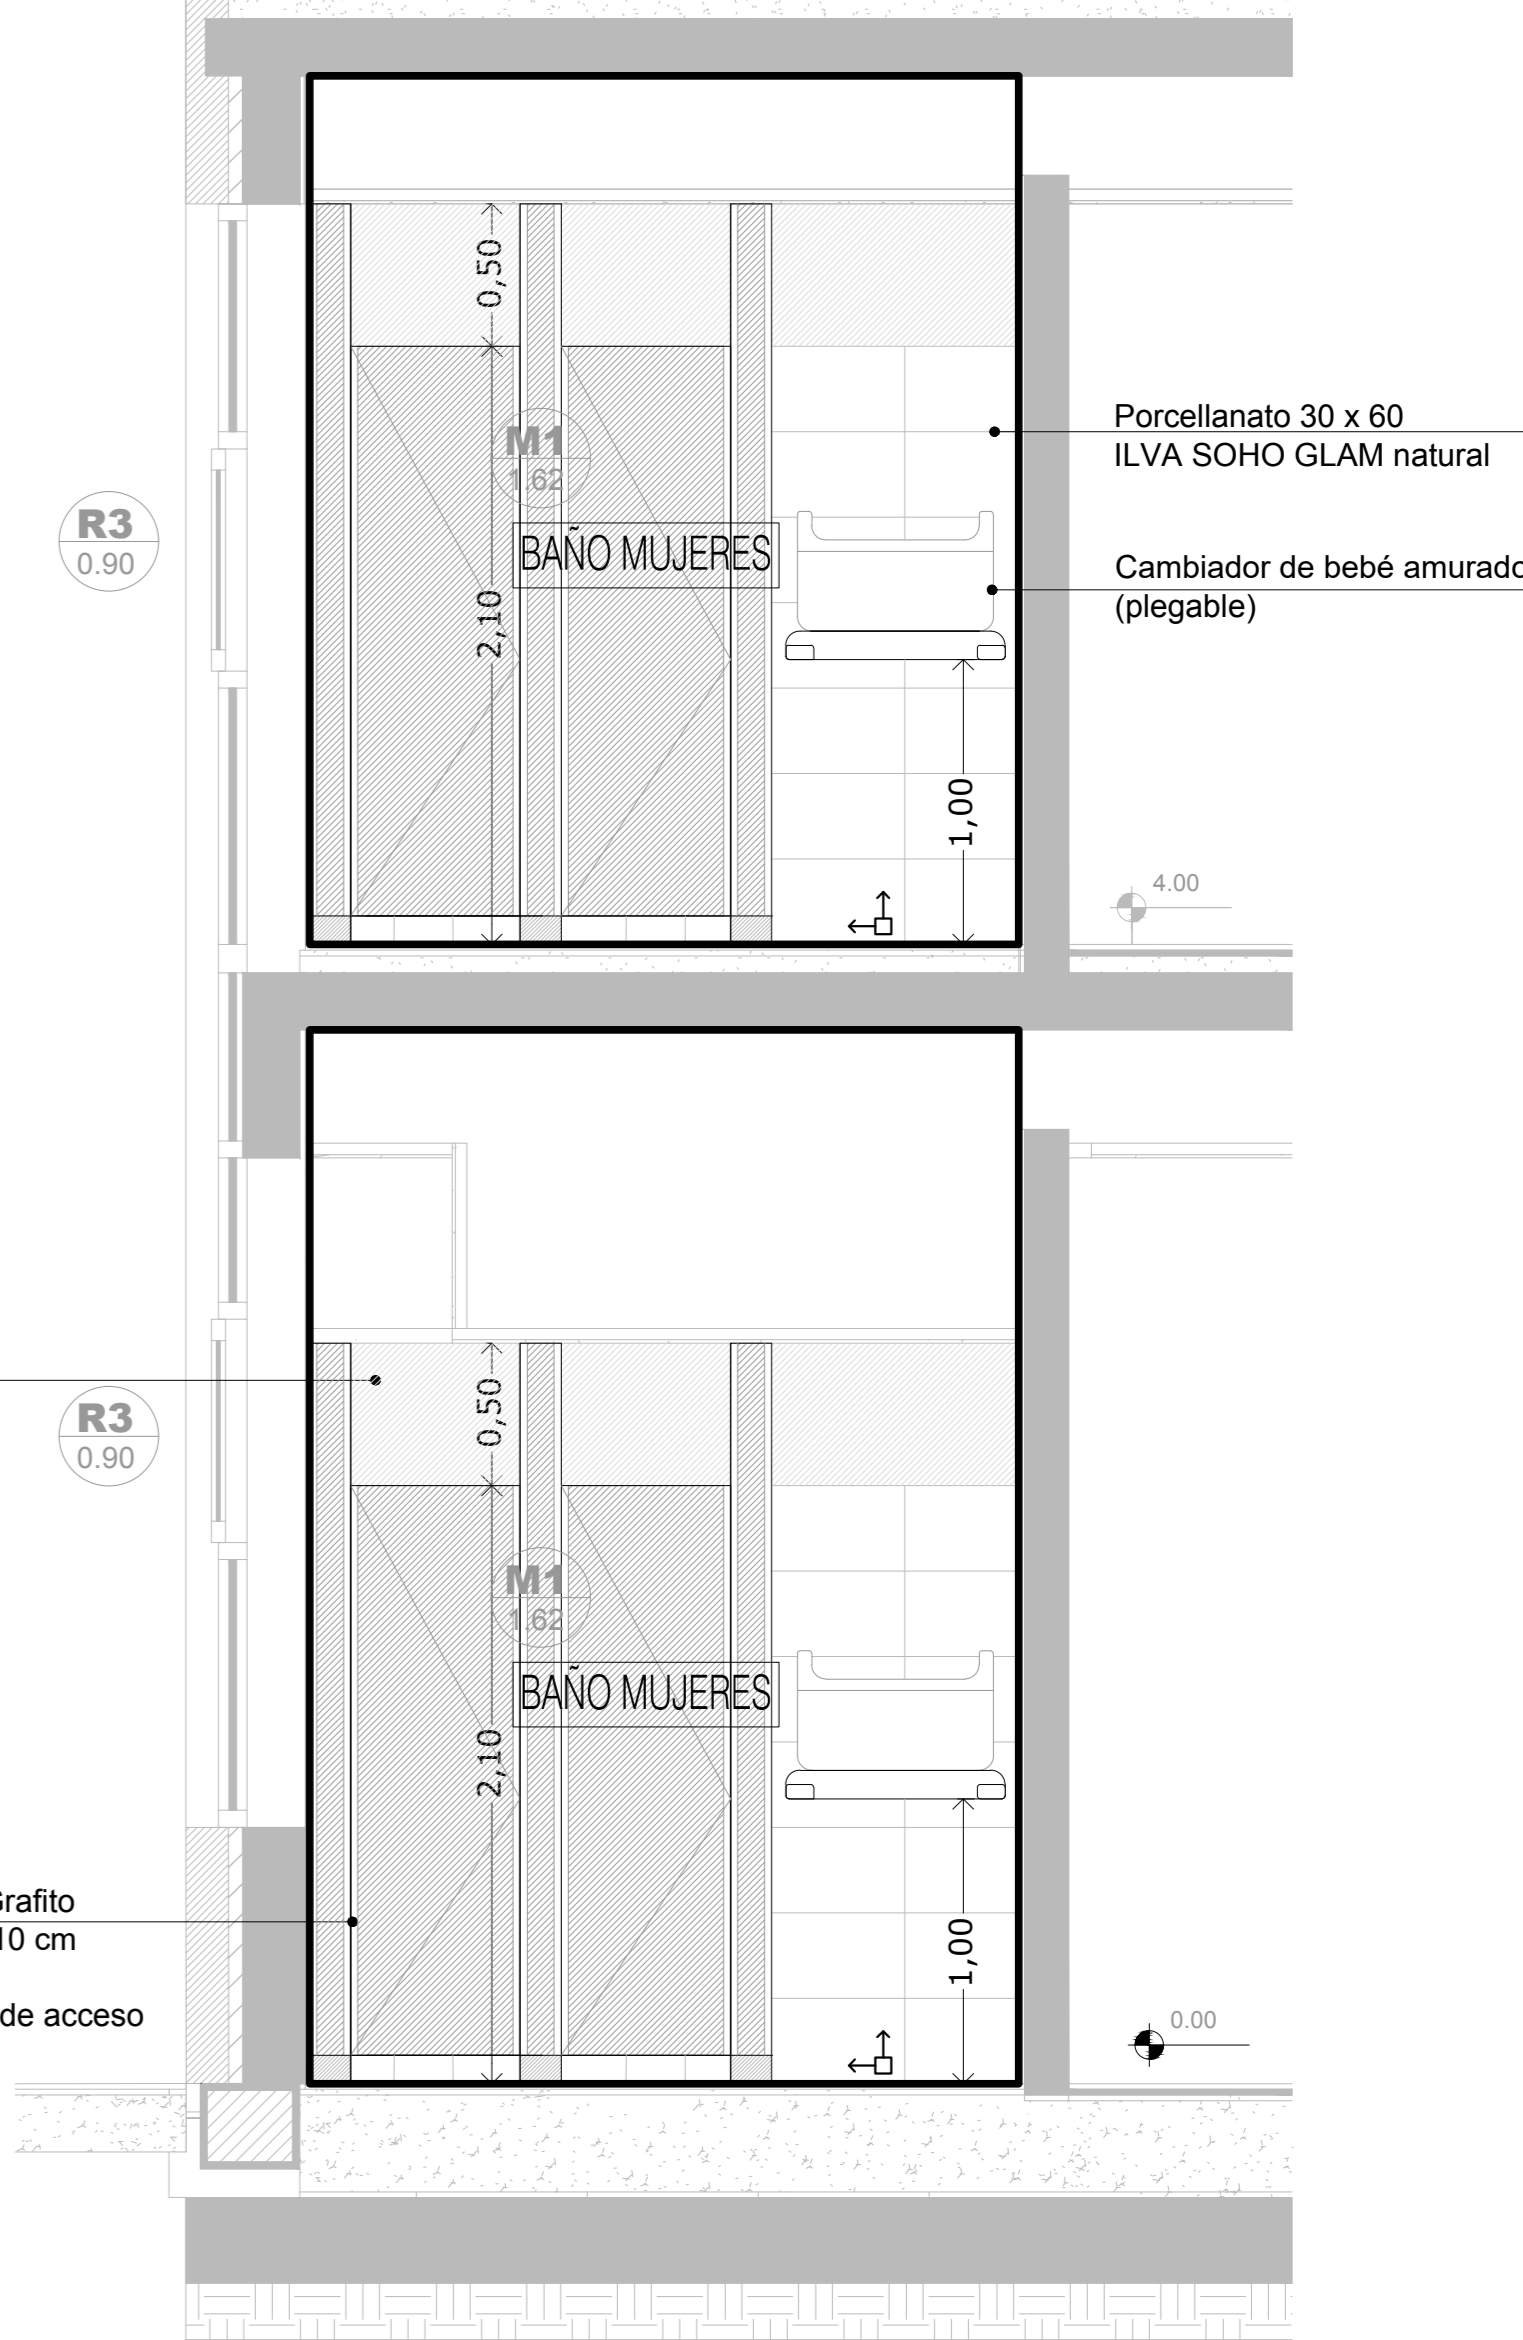 0,50
Porcellanato 30 x 60
ILVA SOHO GLAM natural
M1
1.62
R3
0.90
BAÑO MUJERES
Cambiador de bebé amurado
(plegable)
2,10
1,00
4.00
0,50
R3
0.90
M1
1.62
BAÑO MUJERES
2,10
Grafito
10 cm
1,00
de acceso
0.00